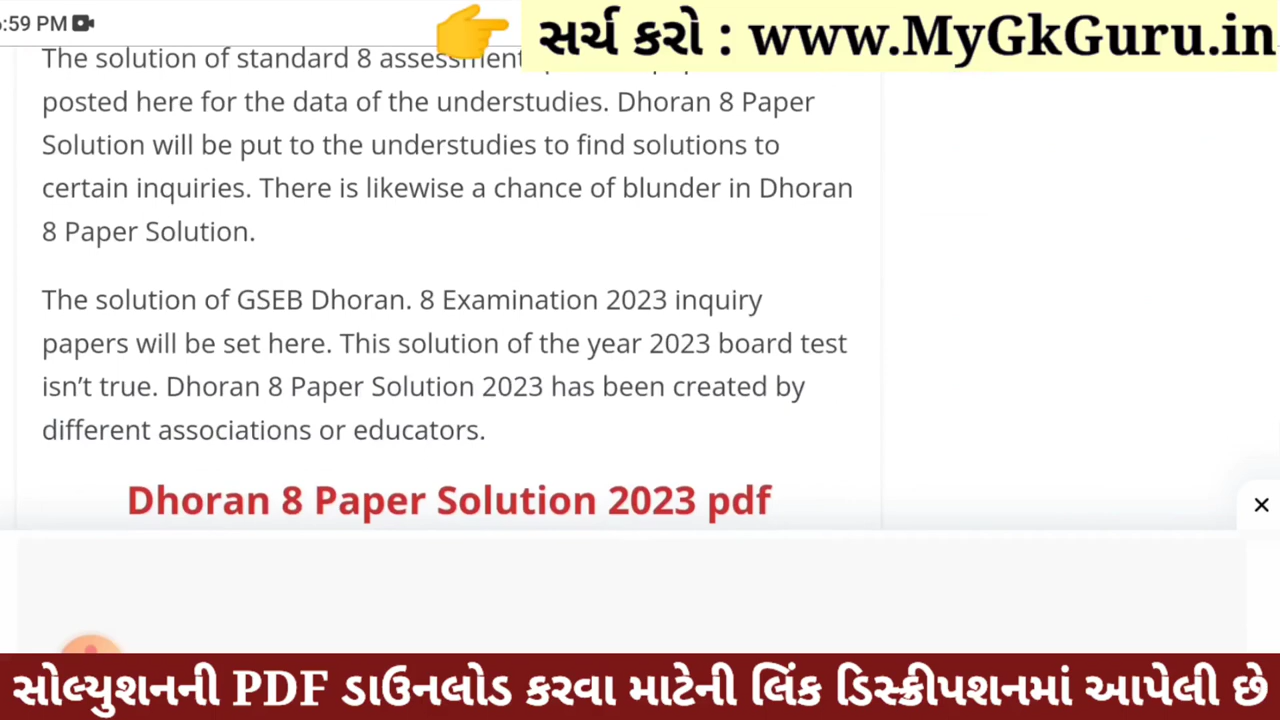 :59 PM
👉 સર્ચ કરો : www.MyGkGuru.in
The solution of standard 8 assessment
posted here for the data of the understudies. Dhoran 8 Paper
Solution will be put to the understudies to find solutions to
certain inquiries. There is likewise a chance of blunder in Dhoran
8 Paper Solution.
The solution of GSEB Dhoran. 8 Examination 2023 inquiry
papers will be set here. This solution of the year 2023 board test
isn’t true. Dhoran 8 Paper Solution 2023 has been created by
different associations or educators.
Dhoran 8 Paper Solution 2023 pdf
સોલ્યુશનની PDF ડાઉનલોડ કરવા માટેની લિંક ડિસ્ક્રીપશનમાં આપેલી છે